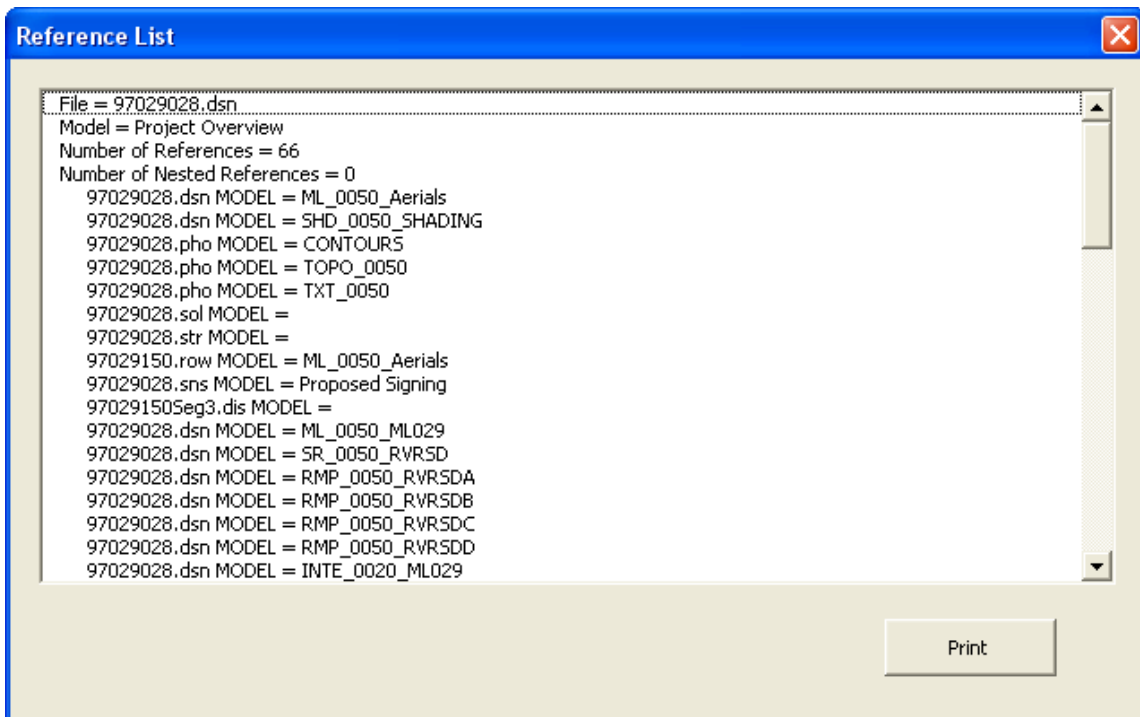 Reference List
File = 97029028.dsn
Model = Project Overview
Number of References = 66
Number of Nested References = 0
97029028.dsn MODEL = ML_0050_Aerials
97029028.dsn MODEL = SHD_0050_SHADING
97029028.pho MODEL = CONTOURS
97029028.pho MODEL = TOPO_0050
97029028.pho MODEL = TXT_0050
97029028.sol MODEL =
97029028.str MODEL =
97029150.row MODEL = ML_0050_Aerials
97029028.sns MODEL = Proposed Signing
97029150Seg3.dis MODEL =
97029028.dsn MODEL = ML_0050_ML029
97029028.dsn MODEL = SR_0050_RVRSD
97029028.dsn MODEL = RMP_0050_RVRSDA
97029028.dsn MODEL = RMP_0050_RVRSDB
97029028.dsn MODEL = RMP_0050_RVRSDC
97029028.dsn MODEL = RMP_0050_RVRSDD
97029028.dsn MODEL = INTE_0020_ML029
Print